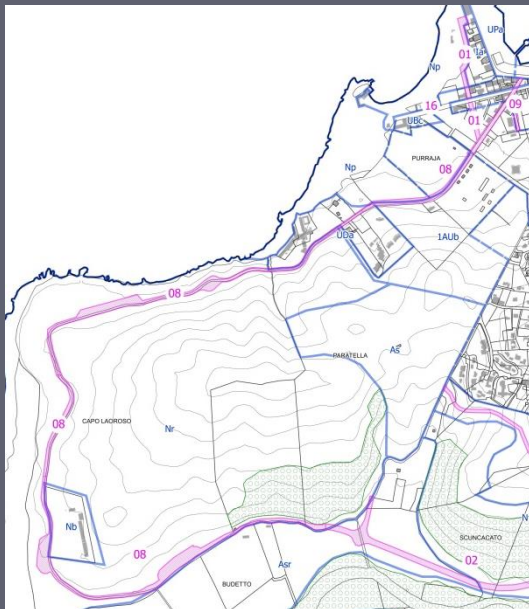 UPa
01
Ia
Np
16
01
09
UBc
PURRAJA
Np
08
UDa
1AUb
08
As
PARATELLA
08
CAPO LAOROSO
Nr
Nb
08
SCUNCACATO
02
Asr
BUDETTO